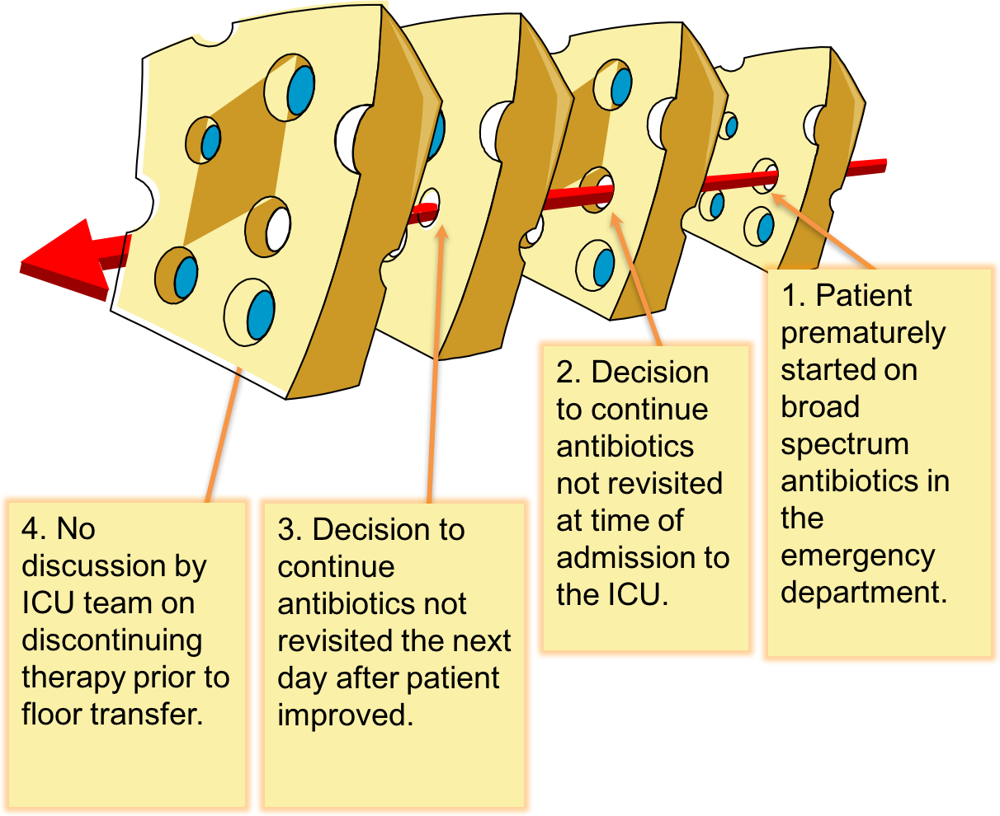 1. Patient
prematurely
started on
broad
spectrum
antibiotics in
the
emergency
department.
2. Decision
to continue
antibiotics
not revisited
at time of
admission to
the ICU.
3. Decision to
continue
antibiotics not
revisited the next
day after patient
improved.
4. No
discussion by
ICU team on
discontinuing
therapy prior to
floor transfer.